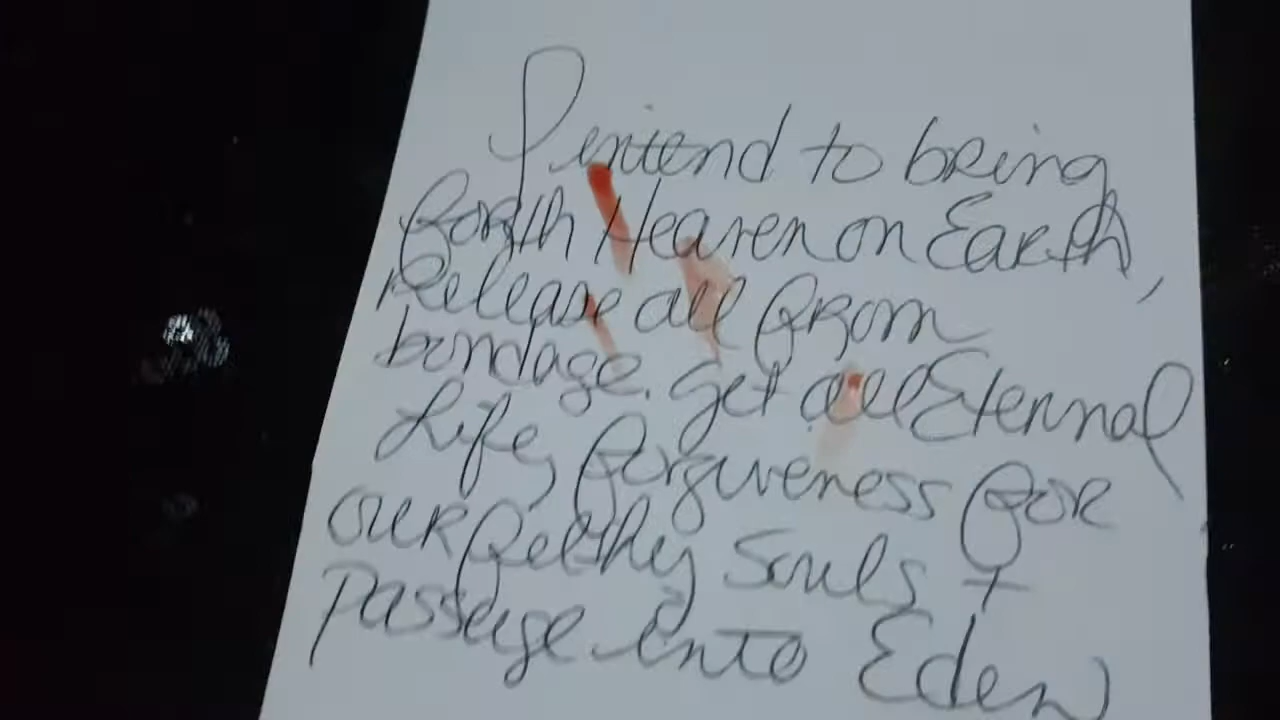 I entend to bring
forth Heaven on Earth,
Release all from
bondage. Get all Eternal
Life, forgiveness for
our filthy Souls +
passage into Eden